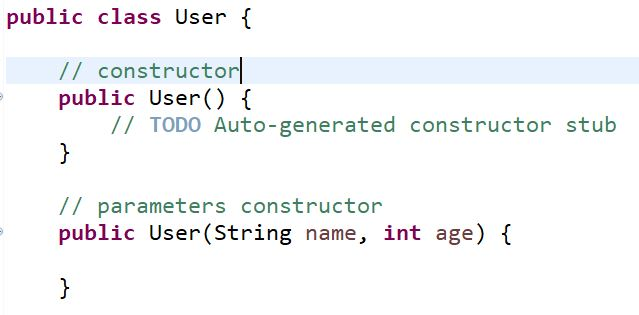 public class User {
// constructor
public User() {
// TODO Auto-generated constructor stub
}
// parameters constructor
public User(String name, int age) {
}